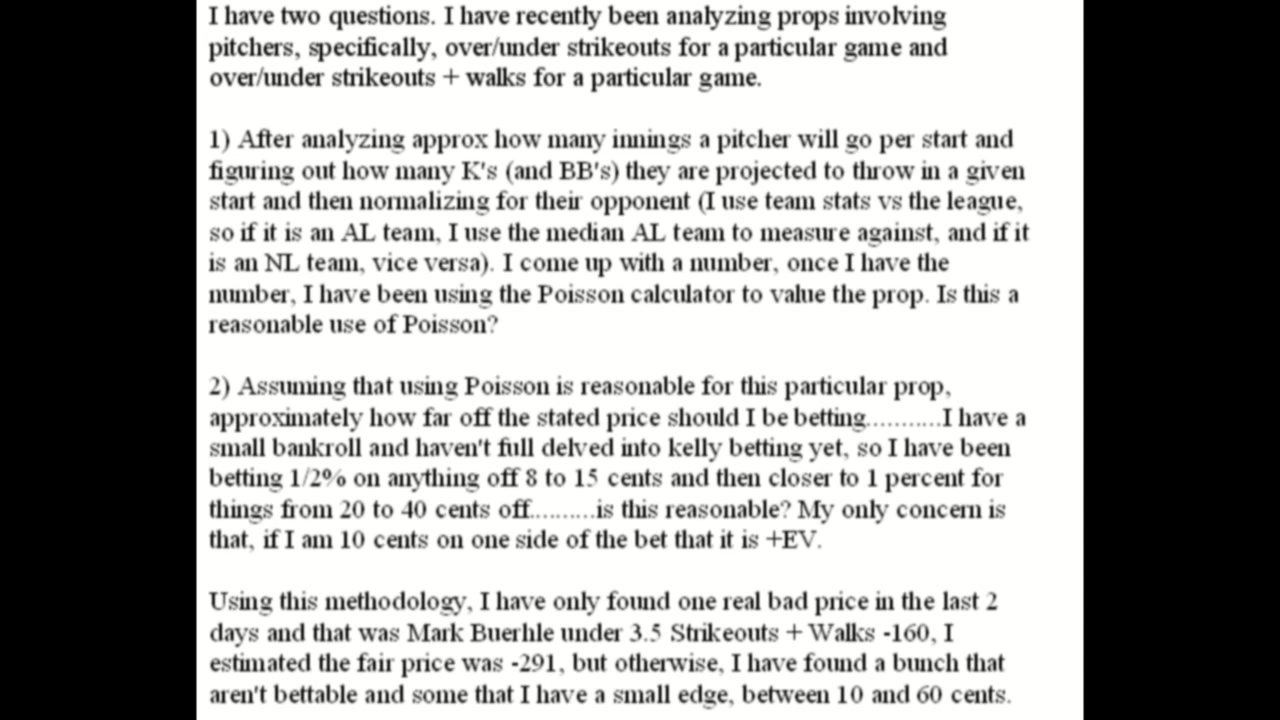 I have two questions. I have recently been analyzing props involving
pitchers, specifically, over/under strikeouts for a particular game and
over/under strikeouts + walks for a particular game.
1) After analyzing approx how many innings a pitcher will go per start and
figuring out how many K's (and BB's) they are projected to throw in a given
start and then normalizing for their opponent (I use team stats vs the league,
so if it is an AL team, I use the median AL team to measure against, and if it
is an NL team, vice versa). I come up with a number, once I have the
number, I have been using the Poisson calculator to value the prop. Is this a
reasonable use of Poisson?
2) Assuming that using Poisson is reasonable for this particular prop,
approximately how far off the stated price should I be betting..........I have a
small bankroll and haven't full delved into kelly betting yet, so I have been
betting 1/2% on anything off 8 to 15 cents and then closer to 1 percent for
things from 20 to 40 cents off.........is this reasonable? My only concern is
that, if I am 10 cents on one side of the bet that it is +EV.
Using this methodology, I have only found one real bad price in the last 2
days and that was Mark Buerhle under 3.5 Strikeouts + Walks -160, I
estimated the fair price was -291, but otherwise, I have found a bunch that
aren't bettable and some that I have a small edge, between 10 and 60 cents.